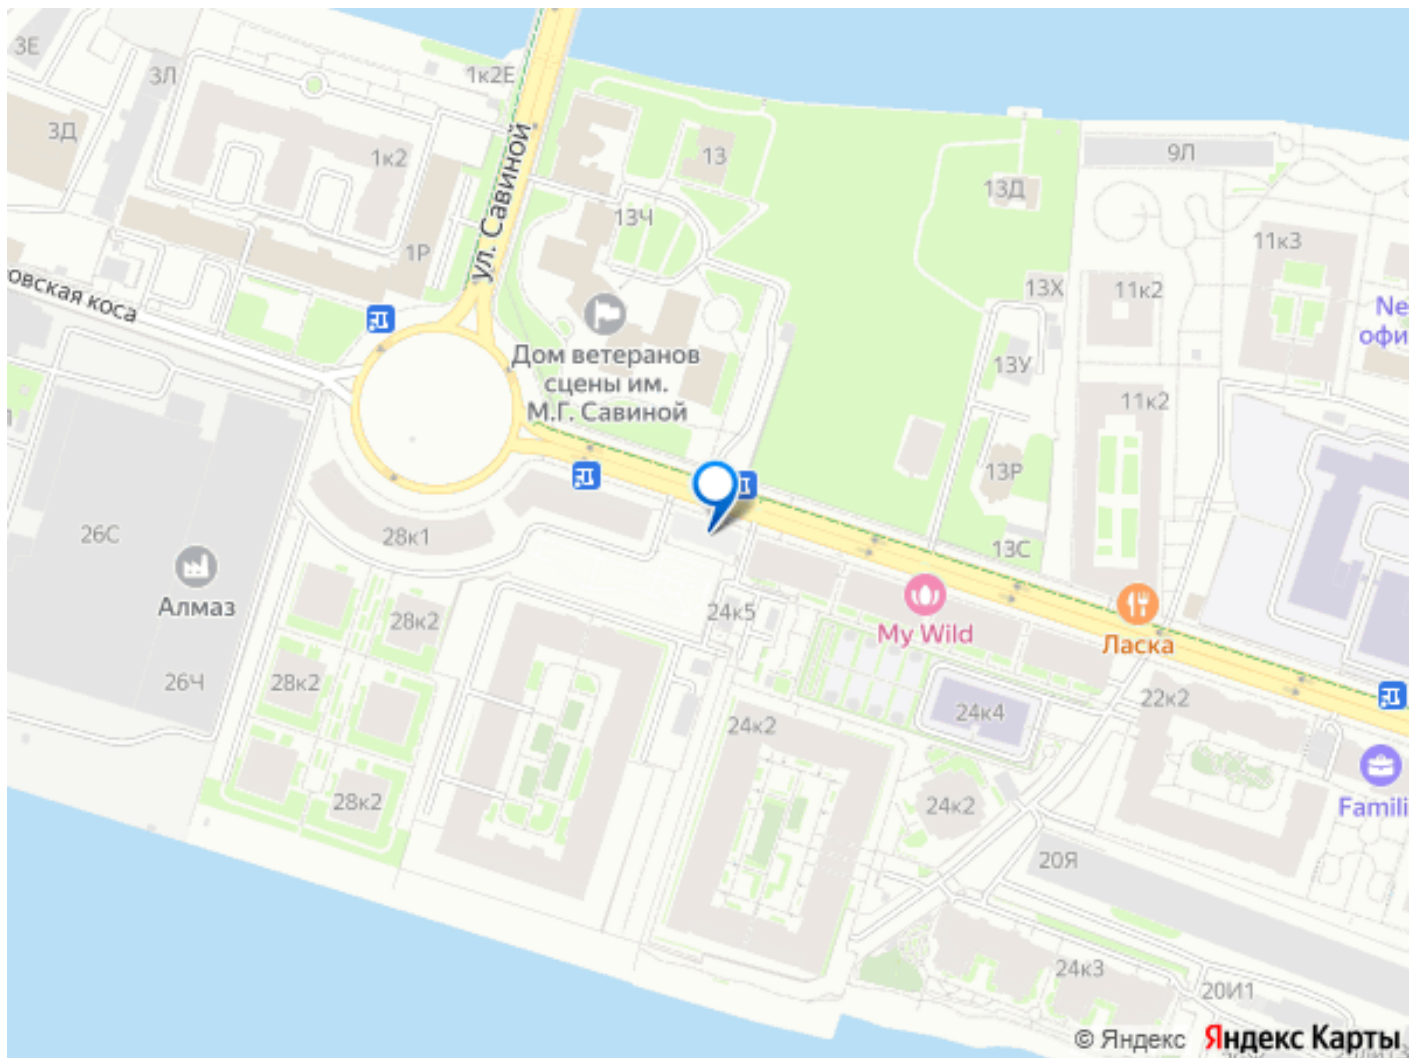 3Е
3Л
1к2Е
3Д
1к2
ул. Савиной
13
13Ч
13Д
9Л
1Р
11к3
овская коса
13Х
11к2
Ne
офи
Дом ветеранов
сцены им.
М.Г. Савиной
13У
11к2
13Р
26С
28к1
13С
Алмаз
24к5
My Wild
Ласка
28к2
26Ч
28к2
24к4
22к2
24к2
28к2
24к2
Famili
20Я
24к3
20И1
© Яндекс
Яндекс Карты